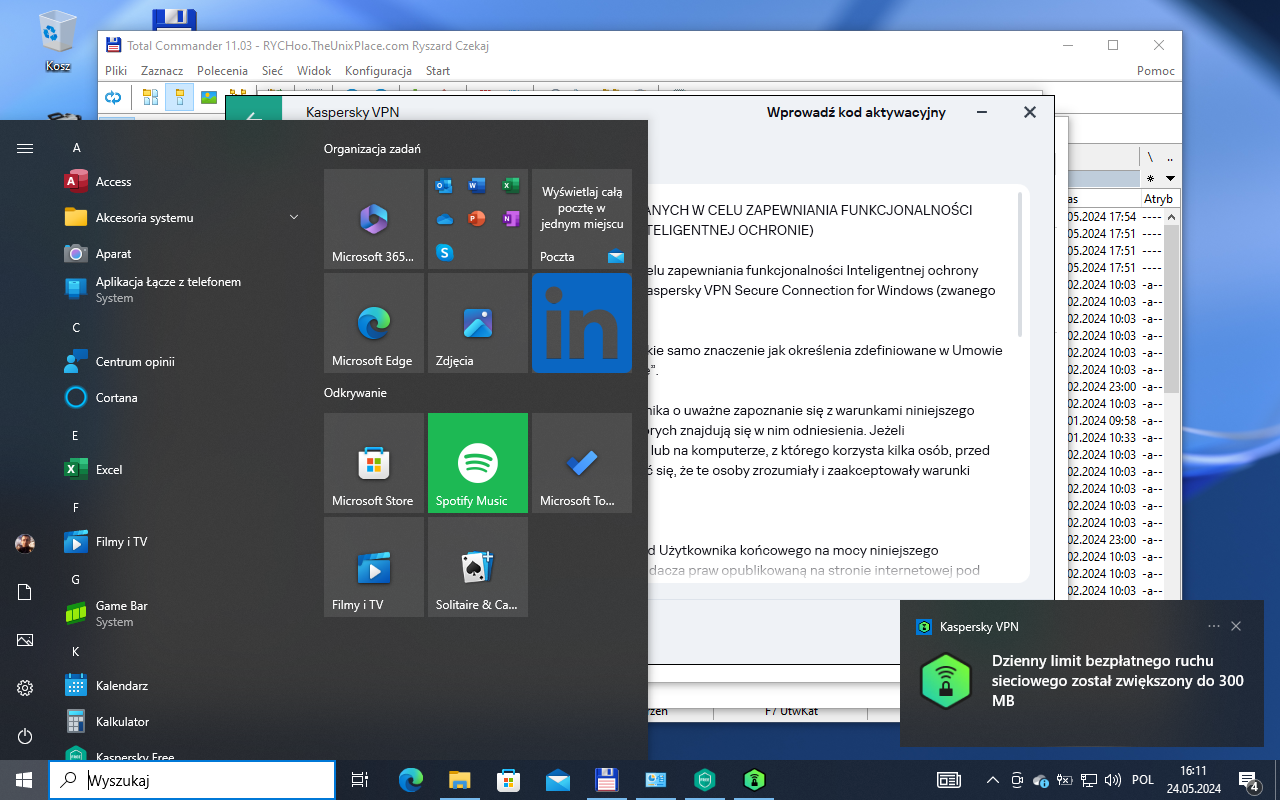 Kosz
Total Commander 11.03 - RYCHoo.TheUnixPlace.com Ryszard Czekaj
Pliki Zaznacz Polecenia Sieć Widok Konfiguracja Start Pomoc
Kaspersky VPN
Wprowadź kod aktywacyjny
A
Access
Akcesoria systemu
Aparat
Aplikacja Łącze z telefonem
System
C
Centrum opinii
Cortana
E
Excel
F
Filmy i TV
G
Game Bar
System
K
Kalendarz
Kalkulator
Kaspersky Free
Organizacja zadań
Microsoft 365...
Wyświetlaj całą
pocztę w
jednym miejscu
Poczta
Microsoft Edge
Zdjęcia
in
Odkrywanie
Microsoft Store
Spotify Music
Microsoft To...
Filmy i TV
Solitaire & Ca...
ANYCH W CELU ZAPEWNIANIA FUNKCJONALNOŚCI
TELIGENTNEJ OCHRONIE)
elu zapewniania funkcjonalności Inteligentnej ochrony
aspersky VPN Secure Connection for Windows (zwanego
kie samo znaczenie jak określenia zdefiniowane w Umowie
e”.
nika o uważne zapoznanie się z warunkami niniejszego
órych znajdują się w nim odniesienia. Jeżeli
lub na komputerze, z którego korzysta kilka osób, przed
ć się, że te osoby zrozumiały i zaakceptowały warunki
d Użytkownika końcowego na mocy niniejszego
dacza praw opublikowaną na stronie internetowej pod
\ ..
* 
as Atryb
05.2024 17:54 ----
05.2024 17:51 ----
05.2024 17:51 ----
05.2024 17:51 ----
02.2024 10:03 -a--
02.2024 10:03 -a--
02.2024 10:03 -a--
02.2024 10:03 -a--
02.2024 10:03 -a--
02.2024 10:03 -a--
02.2024 23:00 -a--
02.2024 10:03 -a--
01.2024 09:58 -a--
01.2024 10:33 -a--
02.2024 10:03 -a--
02.2024 10:03 -a--
02.2024 10:03 -a--
02.2024 10:03 -a--
02.2024 10:03 -a--
02.2024 23:00 -a--
02.2024 10:03 -a--
02.2024 10:03 -a--
02.2024 10:03 -a--
F7 UtwKat
Kaspersky VPN
Dzienny limit bezpłatnego ruchu
sieciowego został zwiększony do 300
MB
Wyszukaj
POL
16:11
24.05.2024
4